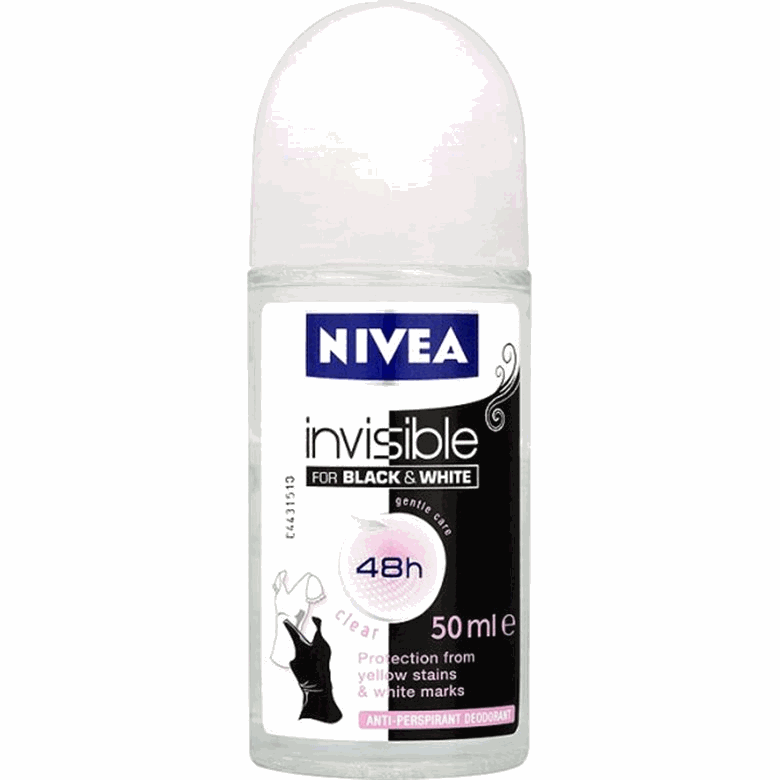 NIVEA
invisible
FOR BLACK & WHITE
gentle care
48h
clear
50 ml e
Protection from
yellow stains
& white marks
ANTI-PERSPIRANT DEODORANT